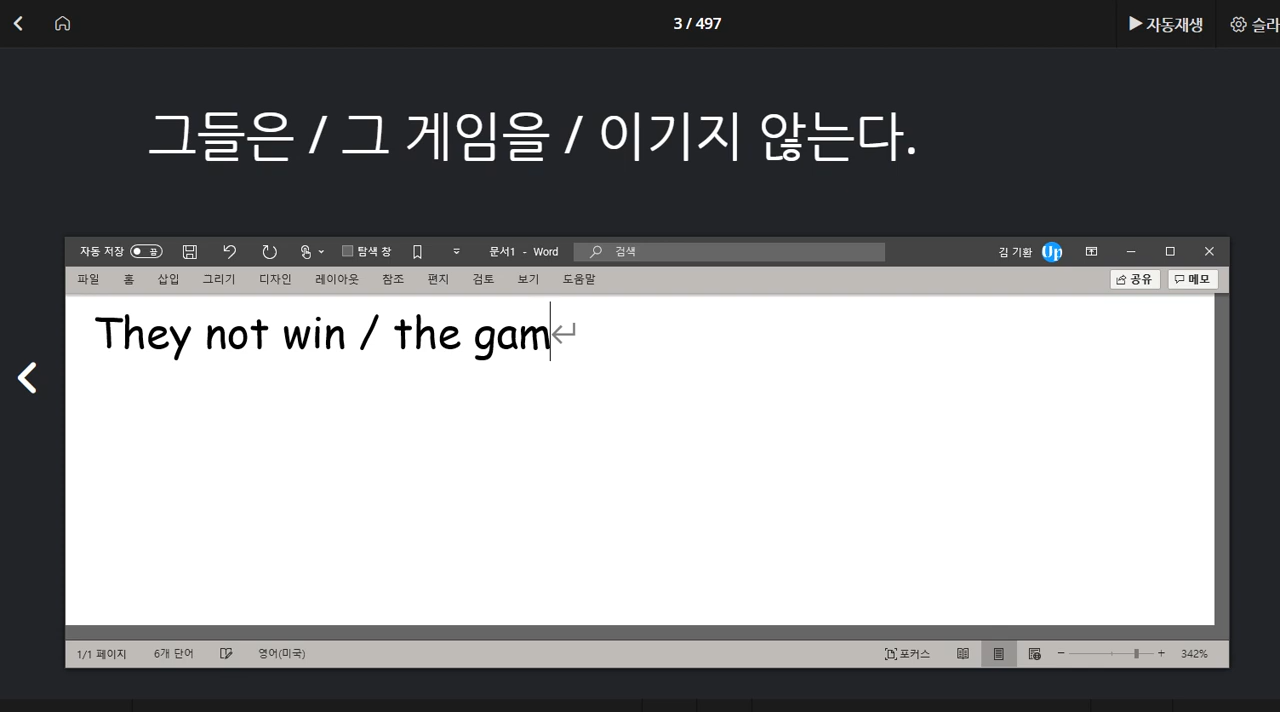 3 / 497
▶ 자동재생
슬라
그들은 / 그 게임을 / 이기지 않는다.
자동 저장 끔 탐색 창 문서1 - Word 검색 김 기환 Up
파일 홈 삽입 그리기 디자인 레이아웃 참조 편지 검토 보기 도움말 공유 메모
They not win / the gam
1/1 페이지 6개 단어 영어(미국) 포커스 − + 342%